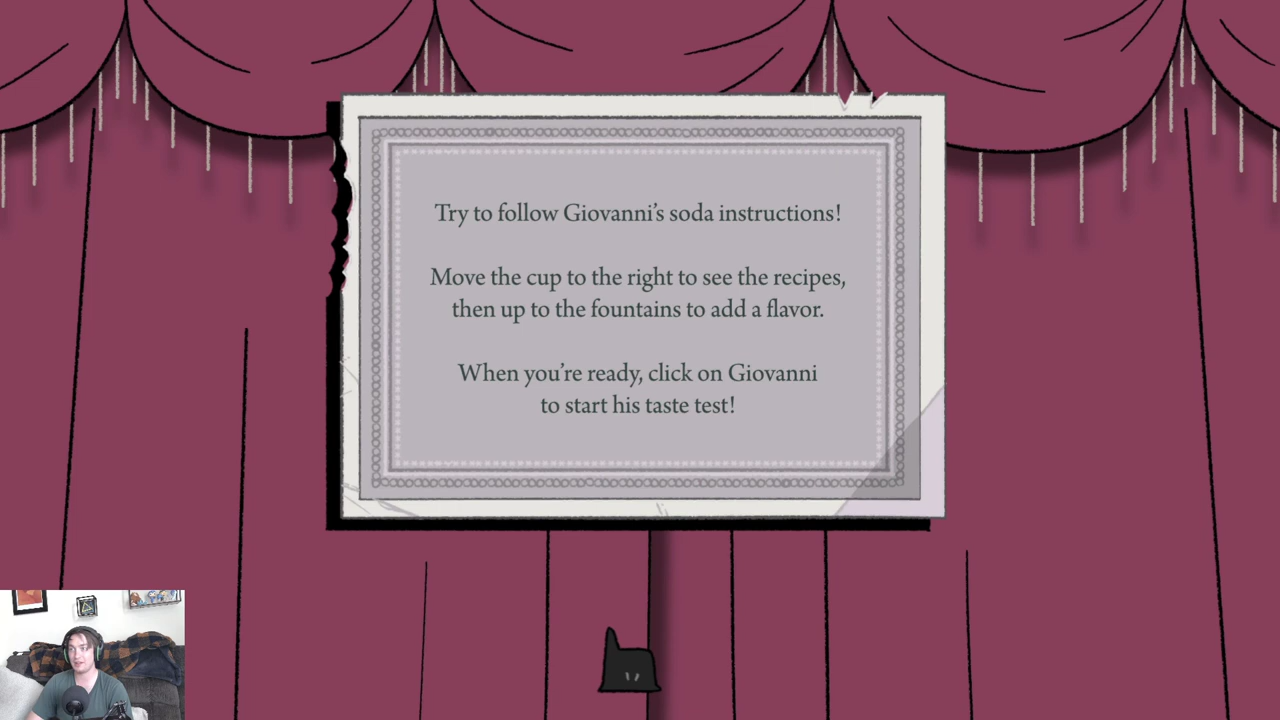 Try to follow Giovanni’s soda instructions!
Move the cup to the right to see the recipes,
then up to the fountains to add a flavor.
When you’re ready, click on Giovanni
to start his taste test!